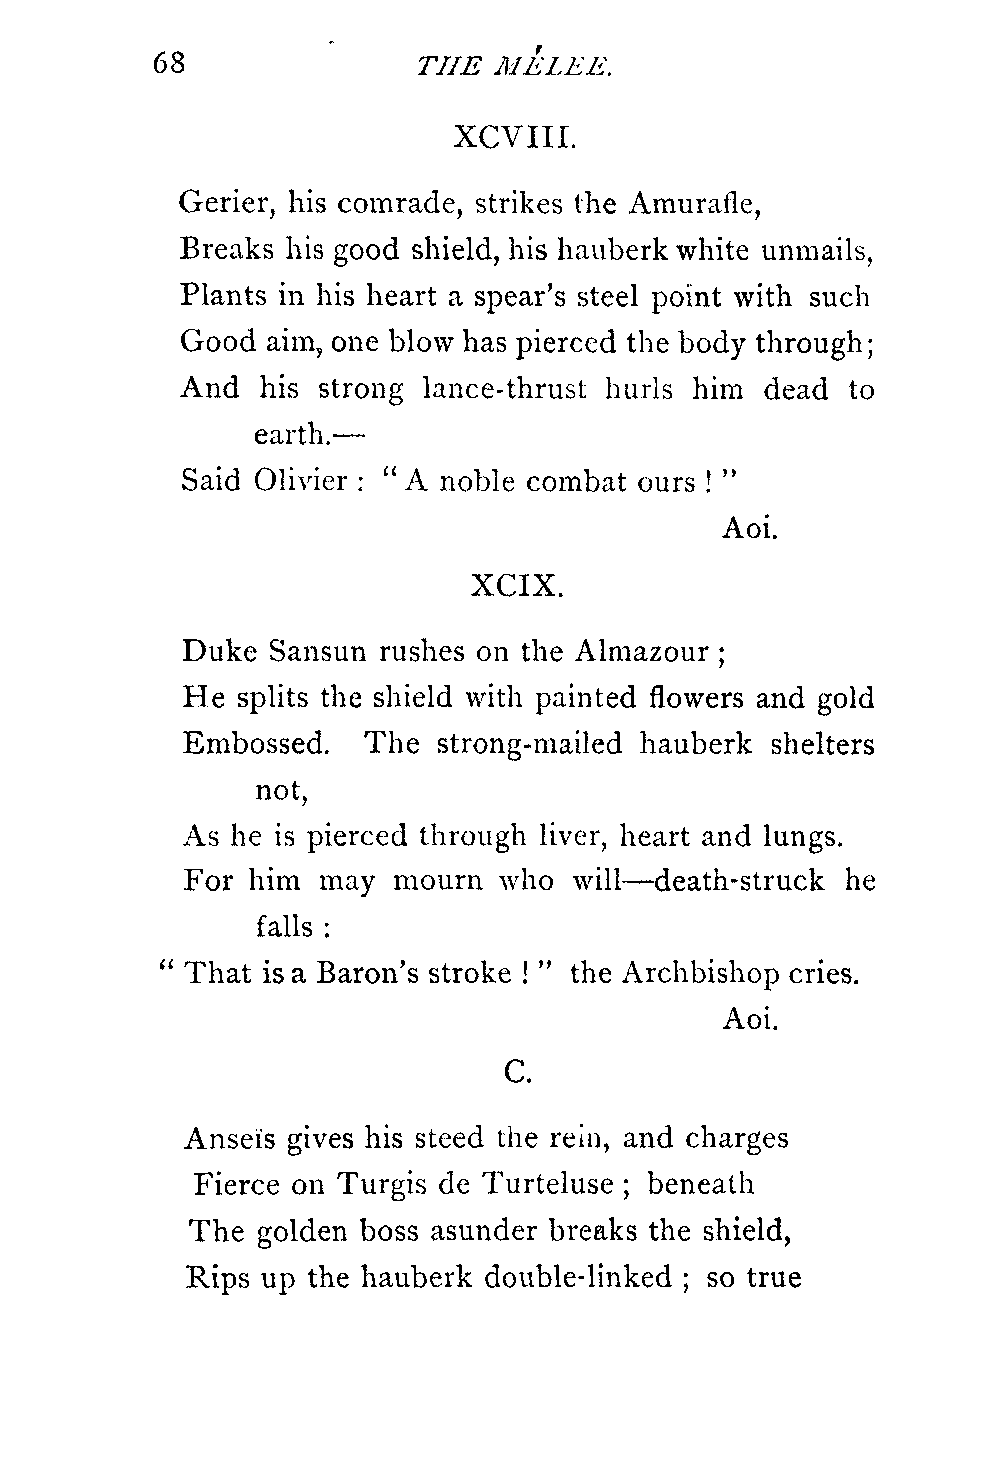 68 THE MÉLEE.
XCVIII.
Gerier, his comrade, strikes the Amurafle,
Breaks his good shield, his hauberk white unmails,
Plants in his heart a spear's steel point with such
Good aim, one blow has pierced the body through;
And his strong lance-thrust hurls him dead to
earth.—
Said Olivier : “ A noble combat ours ! ”
Aoi.
XCIX.
Duke Sansun rushes on the Almazour ;
He splits the shield with painted flowers and gold
Embossed. The strong-mailed hauberk shelters
not,
As he is pierced through liver, heart and lungs.
For him may mourn who will—death-struck he
falls :
“ That is a Baron's stroke ! ” the Archbishop cries.
Aoi.
C.
Anseïs gives his steed the rein, and charges
Fierce on Turgis de Turteluse ; beneath
The golden boss asunder breaks the shield,
Rips up the hauberk double-linked ; so true